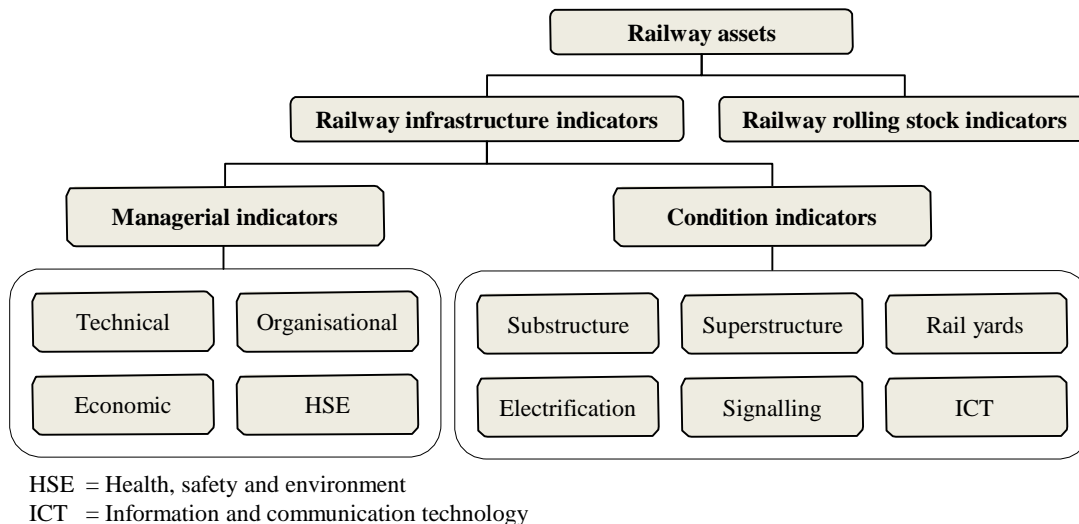 Railway assets
Railway infrastructure indicators
Railway rolling stock indicators
Managerial indicators
Condition indicators
Technical
Organisational
Economic
HSE
Substructure
Superstructure
Rail yards
Electrification
Signalling
ICT
HSE = Health, safety and environment
ICT = Information and communication technology